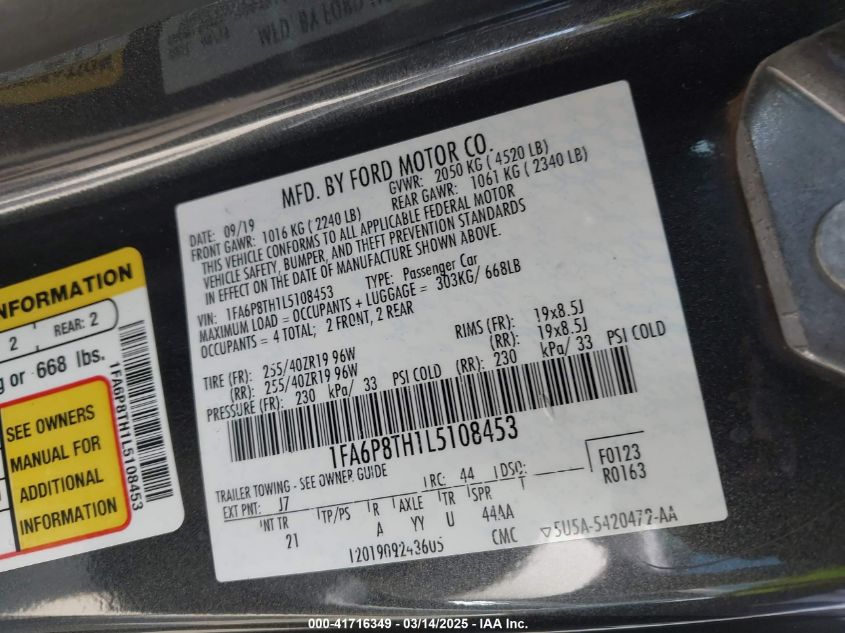 MFD. BY FORD MOTOR CO.
DATE: 09/19 GVWR: 2050 KG ( 4520 LB)
FRONT GAWR: 1016 KG ( 2240 LB) REAR GAWR: 1061 KG ( 2340 LB)
THIS VEHICLE CONFORMS TO ALL APPLICABLE FEDERAL MOTOR
VEHICLE SAFETY, BUMPER, AND THEFT PREVENTION STANDARDS
IN EFFECT ON THE DATE OF MANUFACTURE SHOWN ABOVE.
VIN: 1FA6P8TH1L5108453 TYPE: Passenger Car
MAXIMUM LOAD = OCCUPANTS + LUGGAGE = 303KG/ 668LB
OCCUPANTS = 4 TOTAL; 2 FRONT, 2 REAR
TIRE (FR): 255/40ZR19 96W RIMS (FR): 19x8.5J
(RR): 255/40ZR19 96W (RR): 19x8.5J
PRESSURE (FR): 230 kPa/ 33 PSI COLD (RR): 230 kPa/ 33 PSI COLD
1FA6P8TH1L5108453
TRAILER TOWING - SEE OWNER GUIDE
EXT PNT: J7 RC: 44 DSO: F0123
INT TR TP/PS R AXLE TR SPR T R0163
21 A YY U 44AA
12019092436US CMC 5U5A-5420472-AA
INFORMATION
2 REAR: 2
g or 668 lbs.
SEE OWNERS
MANUAL FOR
ADDITIONAL
INFORMATION
1FA6P8TH1L5108453
000-41716349 - 03/14/2025 - IAAI, Inc.